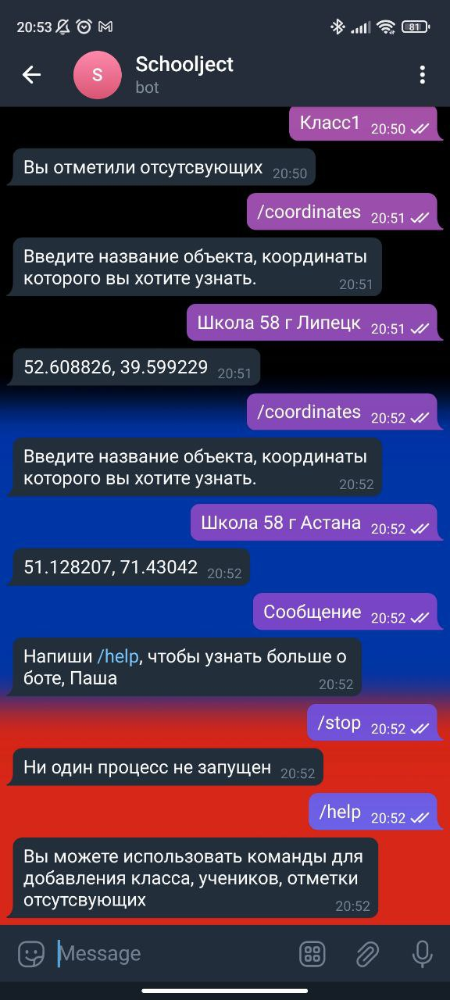 20:53
81
S
Schoolject
bot
Класс1 20:50
Вы отметили отсутсвующих 20:50
/coordinates 20:51
Введите название объекта, координаты
которого вы хотите узнать. 20:51
Школа 58 г Липецк 20:51
52.608826, 39.599229 20:51
/coordinates 20:52
Введите название объекта, координаты
которого вы хотите узнать. 20:52
Школа 58 г Астана 20:52
51.128207, 71.43042 20:52
Сообщение 20:52
Напиши /help, чтобы узнать больше о
боте, Паша 20:52
/stop 20:52
Ни один процесс не запущен 20:52
/help 20:52
Вы можете использовать команды для
добавления класса, учеников, отметки
отсутсвующих 20:52
Message